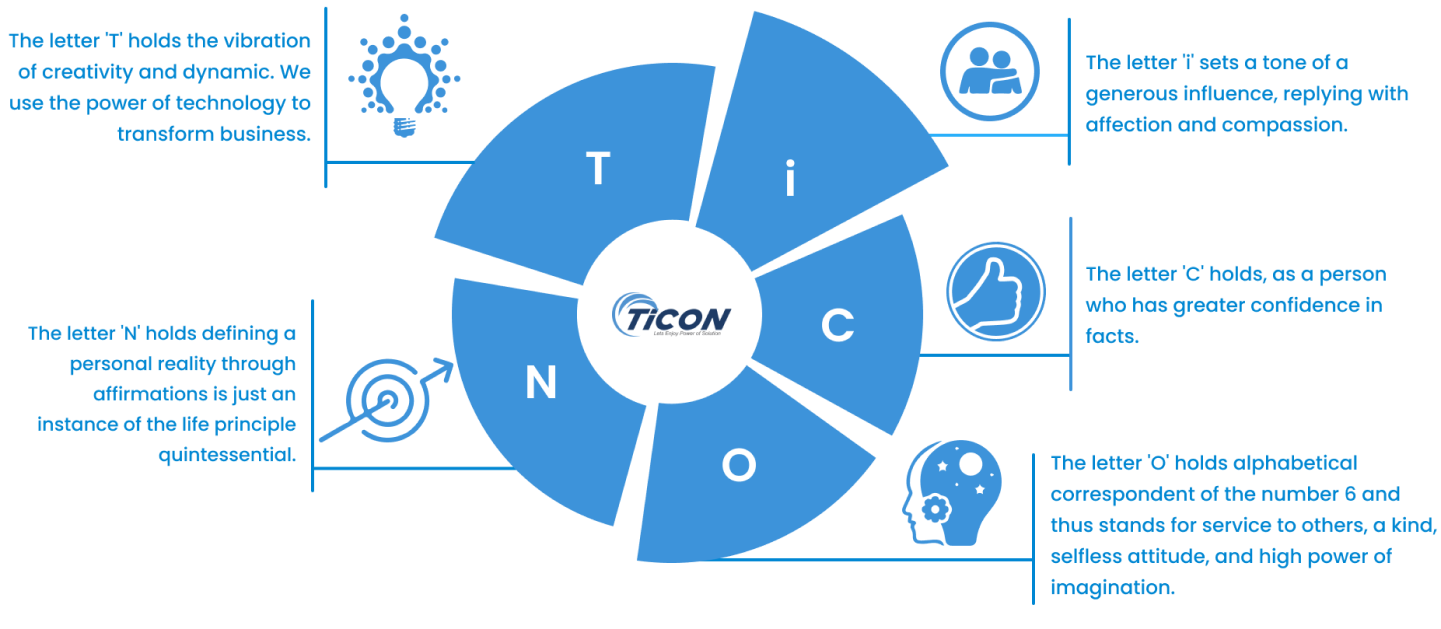 The letter 'T' holds the vibration
of creativity and dynamic. We
use the power of technology to
transform business.
T
i
The letter 'i' sets a tone of a
generous influence, replying with
affection and compassion.
C
The letter 'C' holds, as a person
who has greater confidence in
facts.
TiCON
Lets Enjoy Power of Solution
The letter 'N' holds defining a
personal reality through
affirmations is just an
instance of the life principle
quintessential.
N
O
The letter 'O' holds alphabetical
correspondent of the number 6 and
thus stands for service to others, a kind,
selfless attitude, and high power of
imagination.